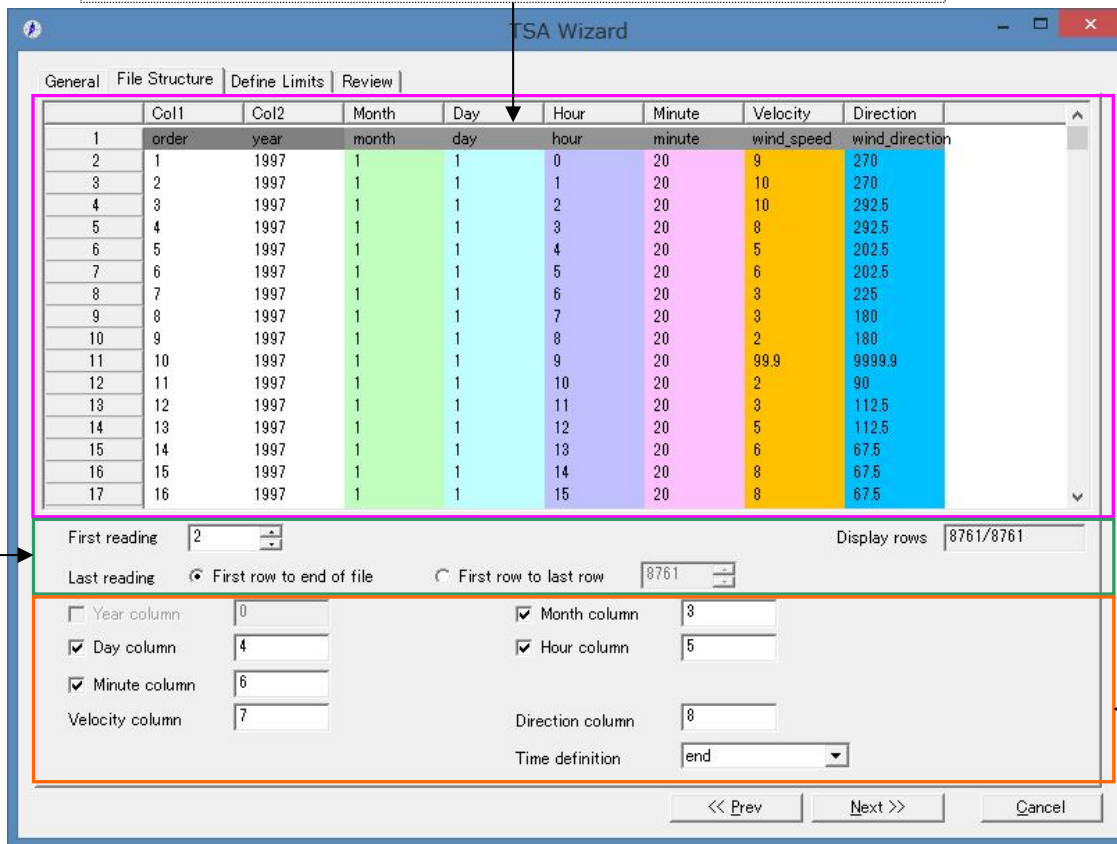 TSA Wizard
General File Structure Define Limits Review
Col1 Col2 Month Day Hour Minute Velocity Direction
1 order year month day hour minute wind_speed wind_direction
2 1 1997 1 1 0 20 9 270
3 2 1997 1 1 1 20 10 270
4 3 1997 1 1 2 20 10 292.5
5 4 1997 1 1 3 20 8 292.5
6 5 1997 1 1 4 20 5 202.5
7 6 1997 1 1 5 20 6 202.5
8 7 1997 1 1 6 20 3 225
9 8 1997 1 1 7 20 3 180
10 9 1997 1 1 8 20 2 180
11 10 1997 1 1 9 20 99.9 9999.9
12 11 1997 1 1 10 20 2 90
13 12 1997 1 1 11 20 3 112.5
14 13 1997 1 1 12 20 5 112.5
15 14 1997 1 1 13 20 6 67.5
16 15 1997 1 1 14 20 8 67.5
17 16 1997 1 1 15 20 8 67.5
First reading 2 Display rows 8761/8761
Last reading First row to end of file First row to last row 8761
Year column 0 Month column 3
Day column 4 Hour column 5
Minute column 6
Velocity column 7 Direction column 8
Time definition end
<< Prev Next >> Cancel